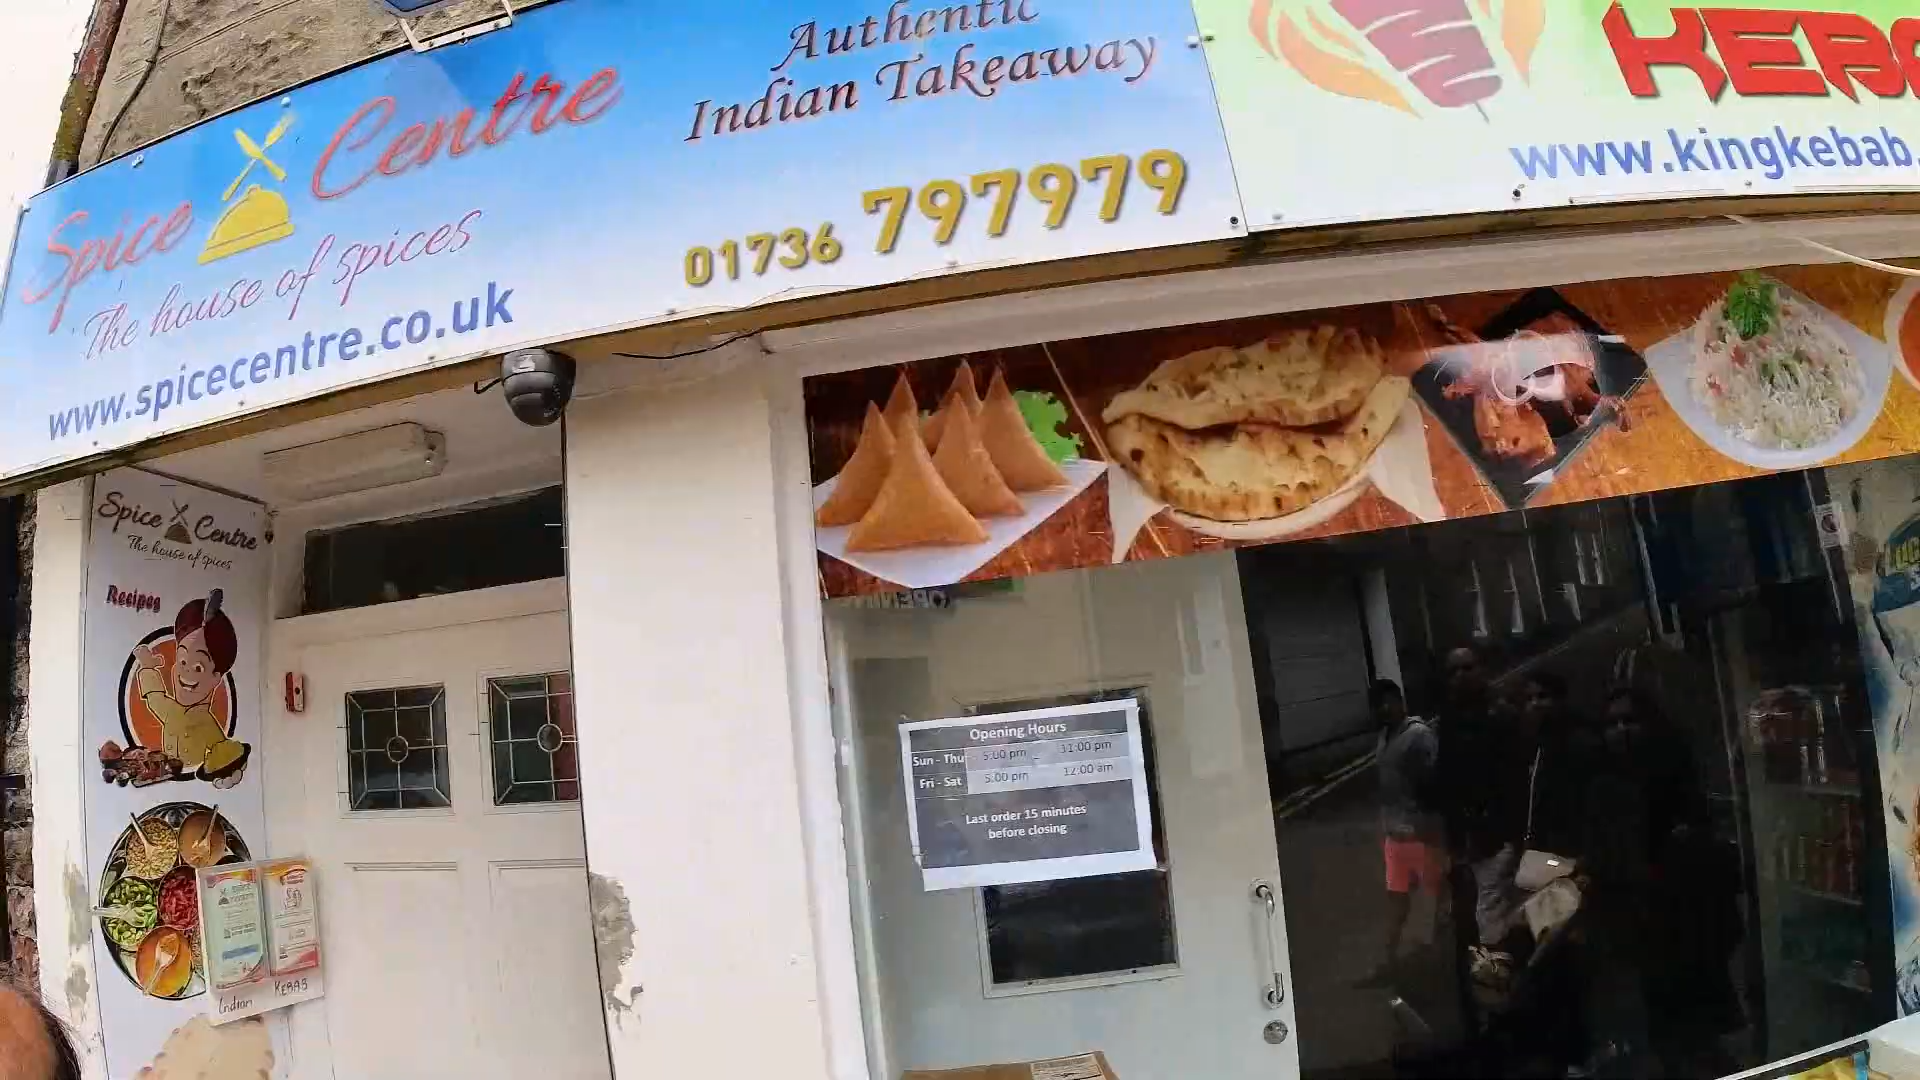 Spice Centre
The house of spices
www.spicecentre.co.uk
Authentic
Indian Takeaway
01736 797979
www.kingkebab.
Spice Centre
The house of spices
Recipes
Indian
KEBAB
Opening Hours
Sun - Thu 5:00 pm - 11:00 pm
Fri - Sat 5:00 pm 12:00 am
Last order 15 minutes
before closing